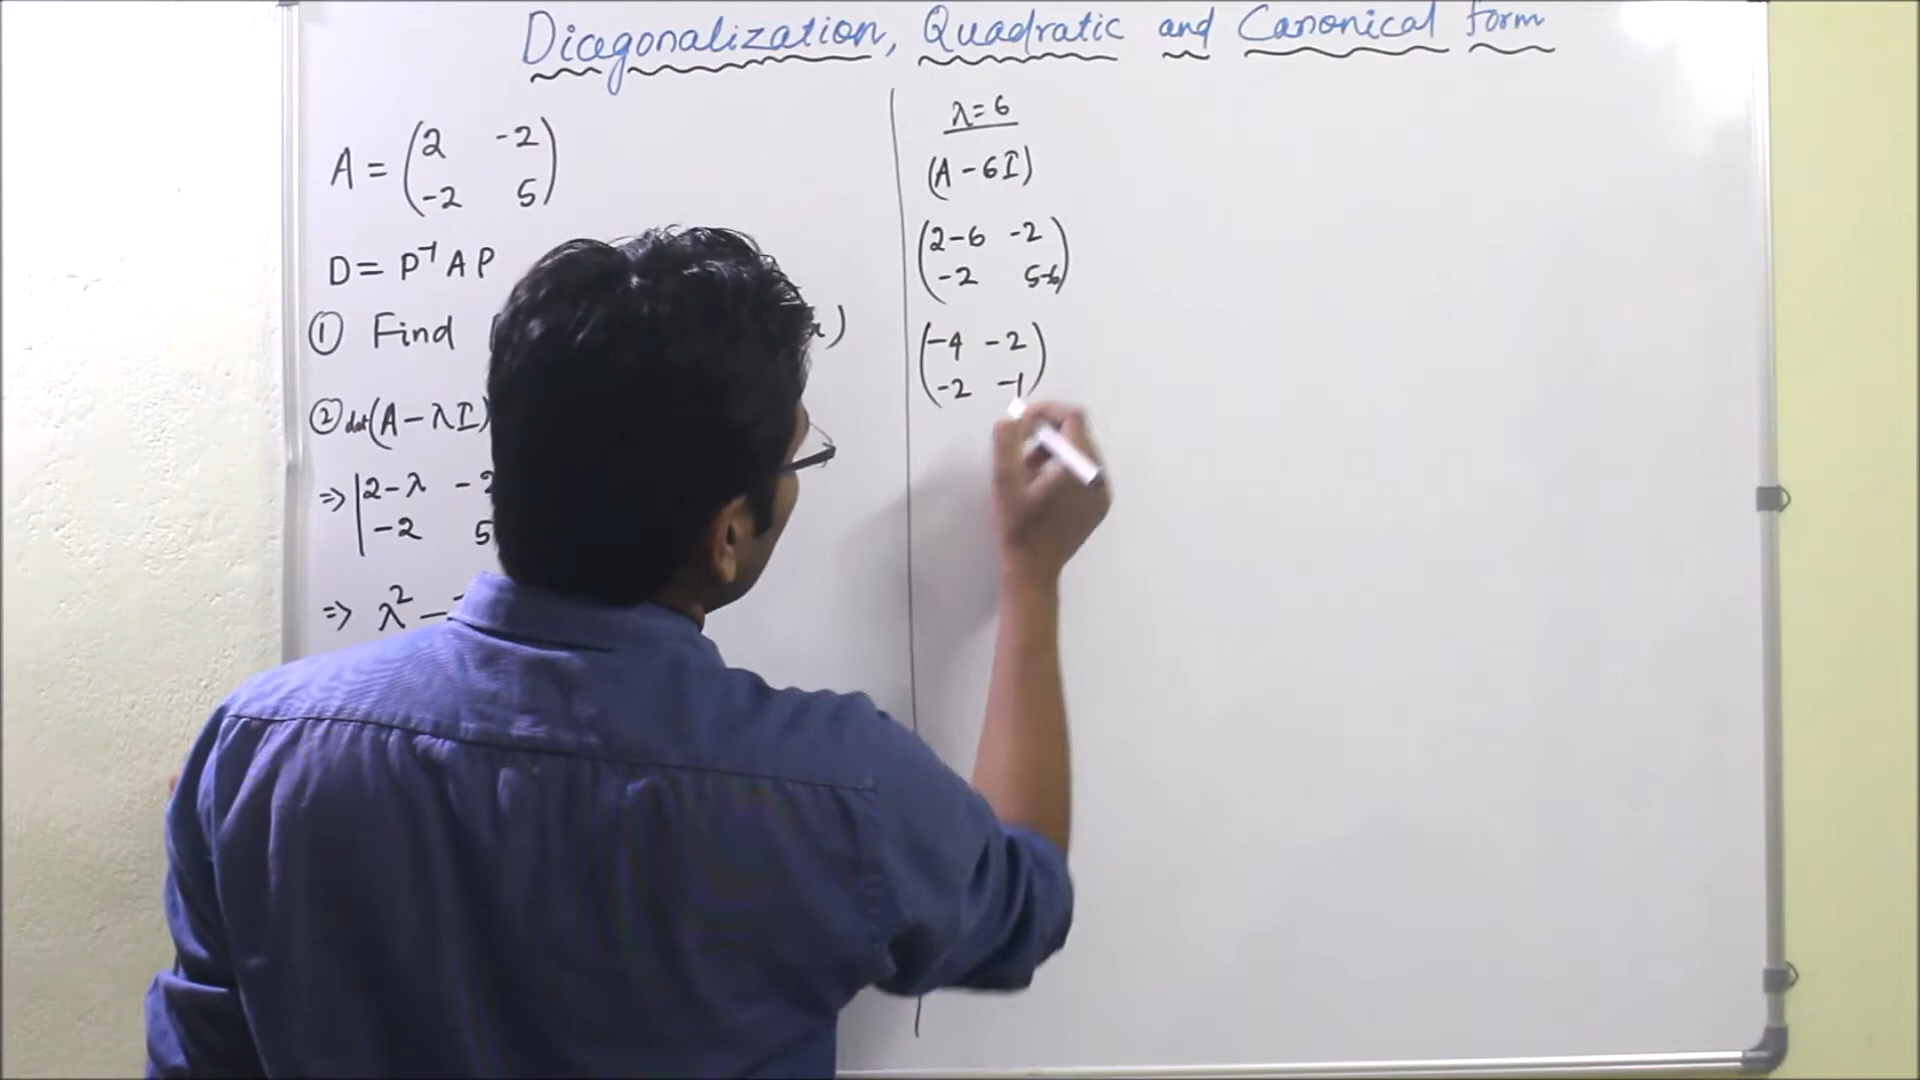 Diagonalization, Quadratic and Canonical form
A = (2 -2
-2 5)
D = P⁻¹ A P
① Find
② det(A - λI)
⇒ |2-λ -2
-2 5
⇒ λ² -
λ = 6
(A - 6I)
(2-6 -2
-2 5-6)
(-4 -2
-2 -1)